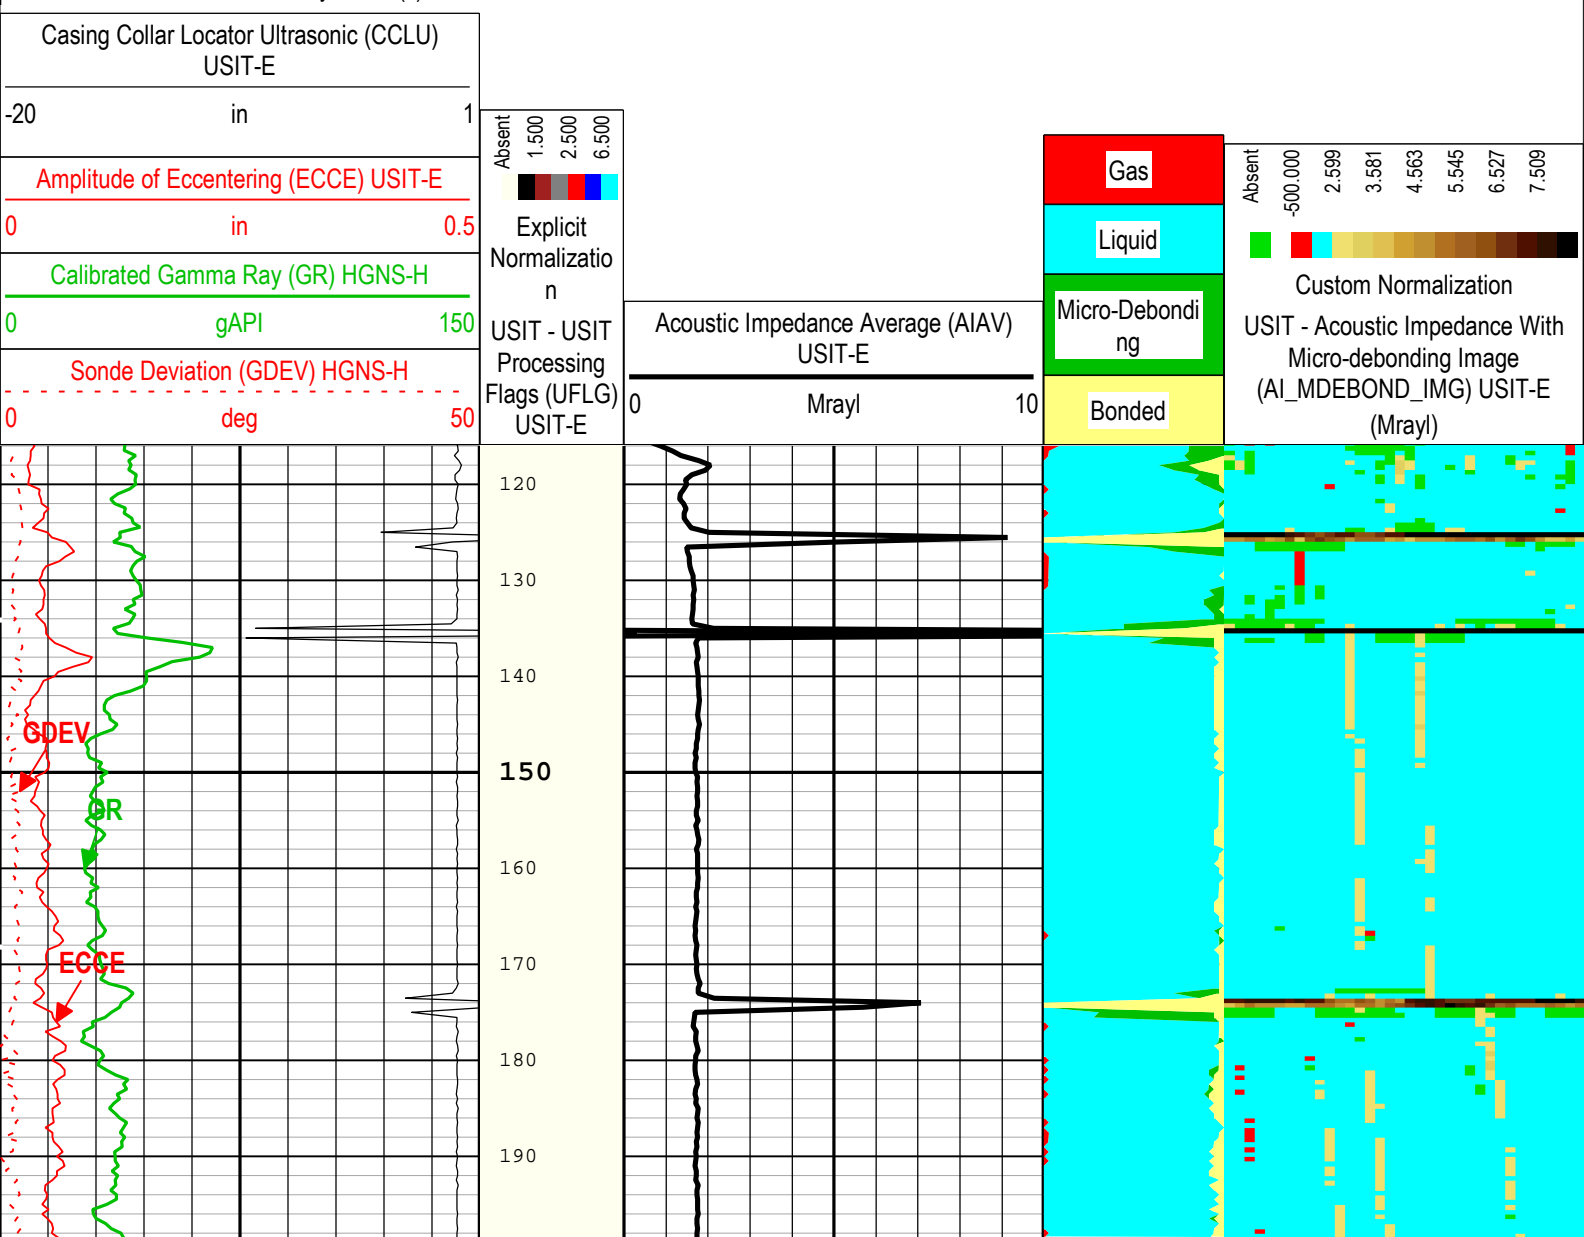 Casing Collar Locator Ultrasonic (CCLU)
USIT-E
-20 in 1
Amplitude of Eccentering (ECCE) USIT-E
0 in 0.5
Calibrated Gamma Ray (GR) HGNS-H
0 gAPI 150
Sonde Deviation (GDEV) HGNS-H
0 deg 50
Absent
1.500
2.500
6.500
Explicit
Normalizatio
n
USIT - USIT
Processing
Flags (UFLG)
USIT-E
Acoustic Impedance Average (AIAV)
USIT-E
0 Mrayl 10
Gas
Liquid
Micro-Debondi
ng
Bonded
Absent
-500.000
2.599
3.581
4.563
5.545
6.527
7.509
Custom Normalization
USIT - Acoustic Impedance With
Micro-debonding Image
(AI_MDEBOND_IMG) USIT-E
(Mrayl)
120
130
140
GDEV
150
GR
160
ECCE
170
180
190